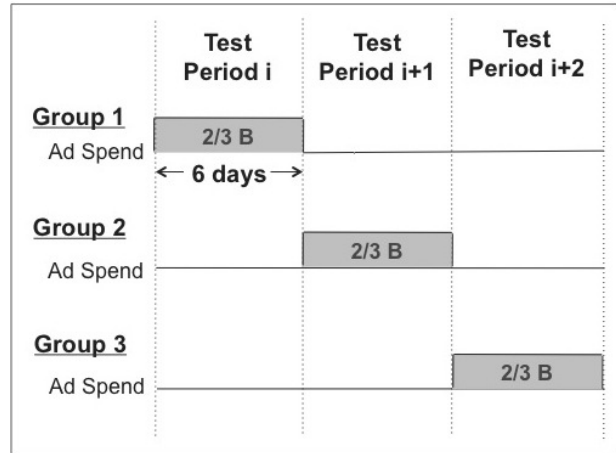 Test Test Test
Period i Period i+1 Period i+2
Group 1
2/3 B
Ad Spend
6 days
Group 2
2/3 B
Ad Spend
Group 3
2/3 B
Ad Spend